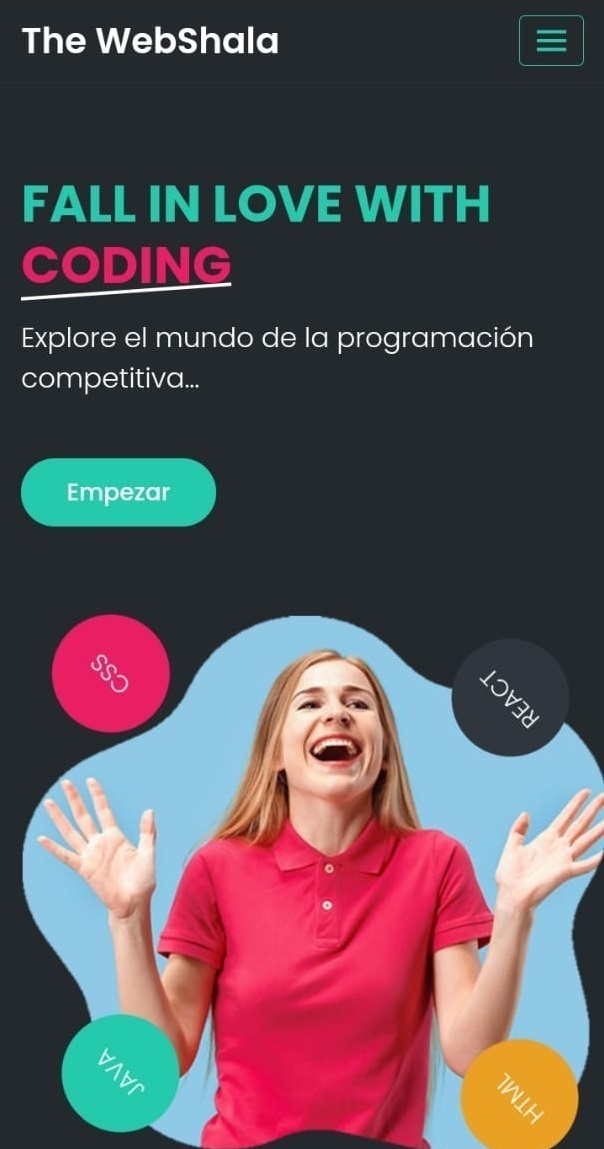 The WebShala
FALL IN LOVE WITH
CODING
Explore el mundo de la programación
competitiva...
Empezar
CSS
REACT
JAVA
HTML